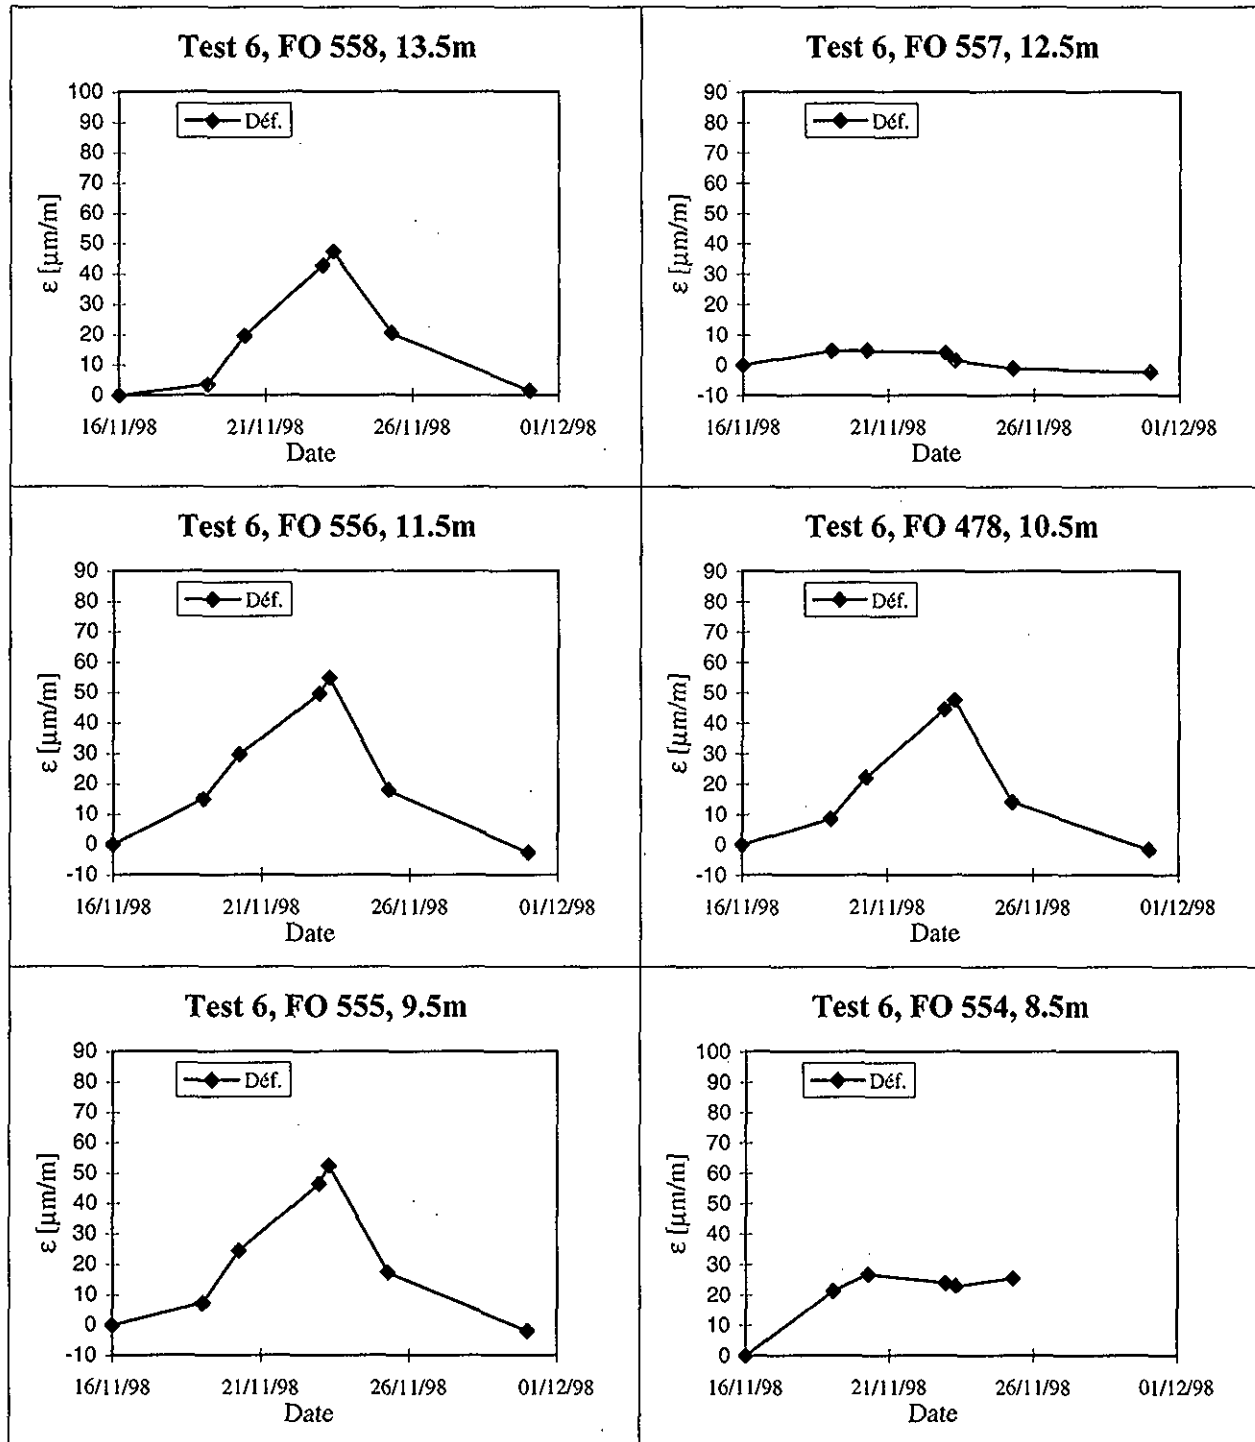 Test 6, FO 558, 13.5m
100
90
80
70
60
50
40
30
20
10
0
ε [µm/m]
Déf.
16/11/98 21/11/98 26/11/98 01/12/98
Date
Test 6, FO 557, 12.5m
90
80
70
60
50
40
30
20
10
0
-10
ε [µm/m]
Déf.
16/11/98 21/11/98 26/11/98 01/12/98
Date
Test 6, FO 556, 11.5m
90
80
70
60
50
40
30
20
10
0
-10
ε [µm/m]
Déf.
16/11/98 21/11/98 26/11/98 01/12/98
Date
Test 6, FO 478, 10.5m
90
80
70
60
50
40
30
20
10
0
-10
ε [µm/m]
Déf.
16/11/98 21/11/98 26/11/98 01/12/98
Date
Test 6, FO 555, 9.5m
90
80
70
60
50
40
30
20
10
0
-10
ε [µm/m]
Déf.
16/11/98 21/11/98 26/11/98 01/12/98
Date
Test 6, FO 554, 8.5m
100
90
80
70
60
50
40
30
20
10
0
ε [µm/m]
Déf.
16/11/98 21/11/98 26/11/98 01/12/98
Date